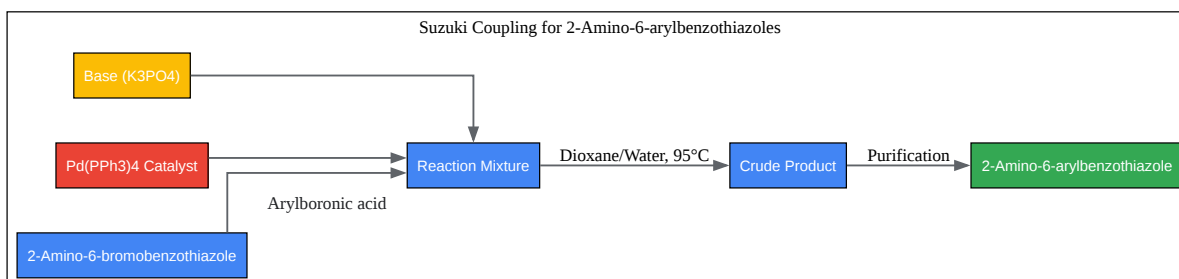 Suzuki Coupling for 2-Amino-6-arylbenzothiazoles
Base (K3PO4)
Pd(PPh3)4 Catalyst
Reaction Mixture
Dioxane/Water, 95°C
Crude Product
Purification
2-Amino-6-arylbenzothiazole
Arylboronic acid
2-Amino-6-bromobenzothiazole